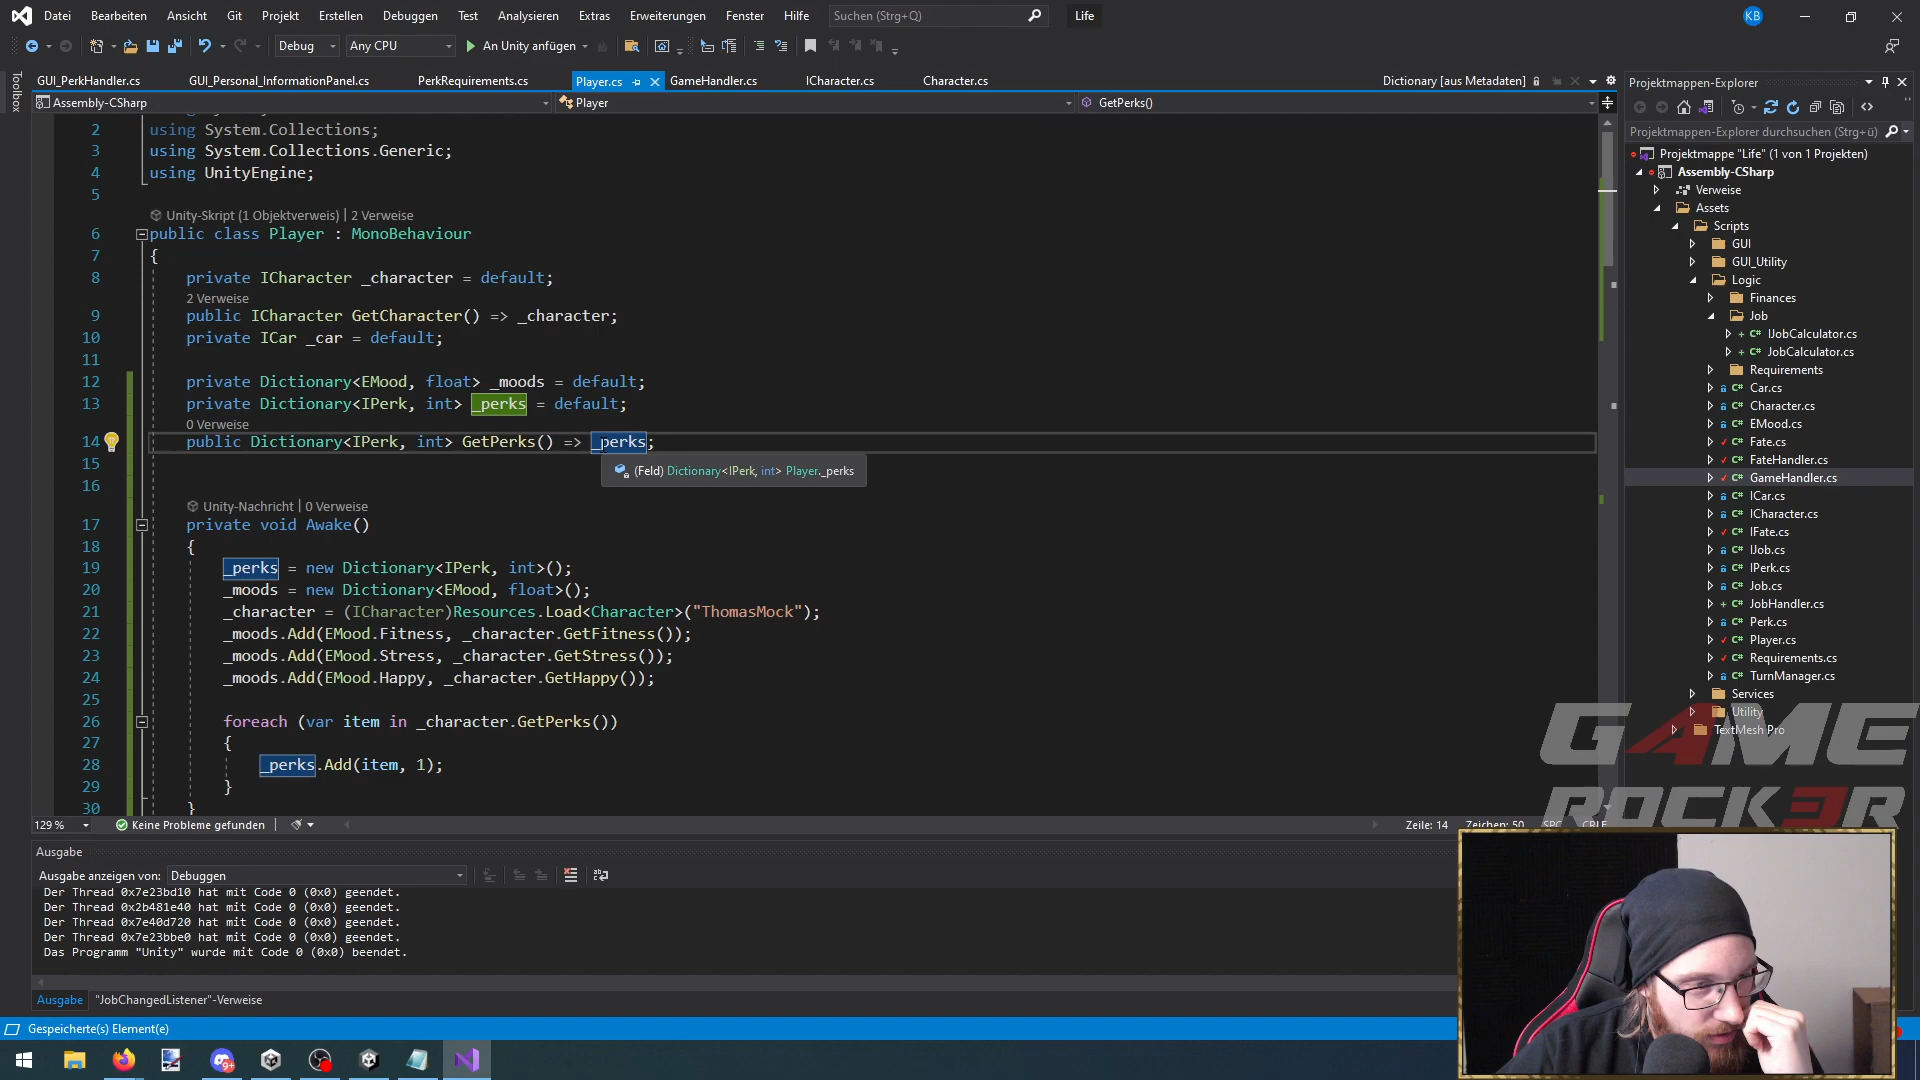 Datei Bearbeiten Ansicht Git Projekt Erstellen Debuggen Test Analysieren Extras Erweiterungen Fenster Hilfe Suchen (Strg+Q) Life KB
Debug Any CPU An Unity anfügen
Toolbox
GUI_PerkHandler.cs GUI_Personal_InformationPanel.cs PerkRequirements.cs Player.cs GameHandler.cs ICharacter.cs Character.cs Dictionary [aus Metadaten]
Assembly-CSharp Player GetPerks()
2 using System.Collections;
3 using System.Collections.Generic;
4 using UnityEngine;
5
Unity-Skript (1 Objektverweis) | 2 Verweise
6 public class Player : MonoBehaviour
7 {
8 private ICharacter _character = default;
2 Verweise
9 public ICharacter GetCharacter() => _character;
10 private ICar _car = default;
11
12 private Dictionary<EMood, float> _moods = default;
13 private Dictionary<IPerk, int> _perks = default;
0 Verweise
14 public Dictionary<IPerk, int> GetPerks() => _perks;
15
(Feld) Dictionary<IPerk, int> Player._perks
16
Unity-Nachricht | 0 Verweise
17 private void Awake()
18 {
19 _perks = new Dictionary<IPerk, int>();
20 _moods = new Dictionary<EMood, float>();
21 _character = (ICharacter)Resources.Load<Character>("ThomasMock");
22 _moods.Add(EMood.Fitness, _character.GetFitness());
23 _moods.Add(EMood.Stress, _character.GetStress());
24 _moods.Add(EMood.Happy, _character.GetHappy());
25
26 foreach (var item in _character.GetPerks())
27 {
28 _perks.Add(item, 1);
29 }
30 }
129 % Keine Probleme gefunden Zeile: 14 Zeichen: 50 SPC CRLF
Ausgabe
Ausgabe anzeigen von: Debuggen
Der Thread 0x7e23bd10 hat mit Code 0 (0x0) geendet.
Der Thread 0x2b481e40 hat mit Code 0 (0x0) geendet.
Der Thread 0x7e40d720 hat mit Code 0 (0x0) geendet.
Der Thread 0x7e23bbe0 hat mit Code 0 (0x0) geendet.
Das Programm "Unity" wurde mit Code 0 (0x0) beendet.
Ausgabe "JobChangedListener"-Verweise
Gespeicherte(s) Element(e)
9+
Projektmappen-Explorer
Projektmappen-Explorer durchsuchen (Strg+ü)
Projektmappe "Life" (1 von 1 Projekten)
Assembly-CSharp
Verweise
Assets
Scripts
GUI
GUI_Utility
Logic
Finances
Job
IJobCalculator.cs
JobCalculator.cs
Requirements
Car.cs
Character.cs
EMood.cs
Fate.cs
FateHandler.cs
GameHandler.cs
ICar.cs
ICharacter.cs
IFate.cs
IJob.cs
IPerk.cs
Job.cs
JobHandler.cs
Perk.cs
Player.cs
Requirements.cs
TurnManager.cs
Services
Utility
TextMesh Pro
GAME
ROCK3R